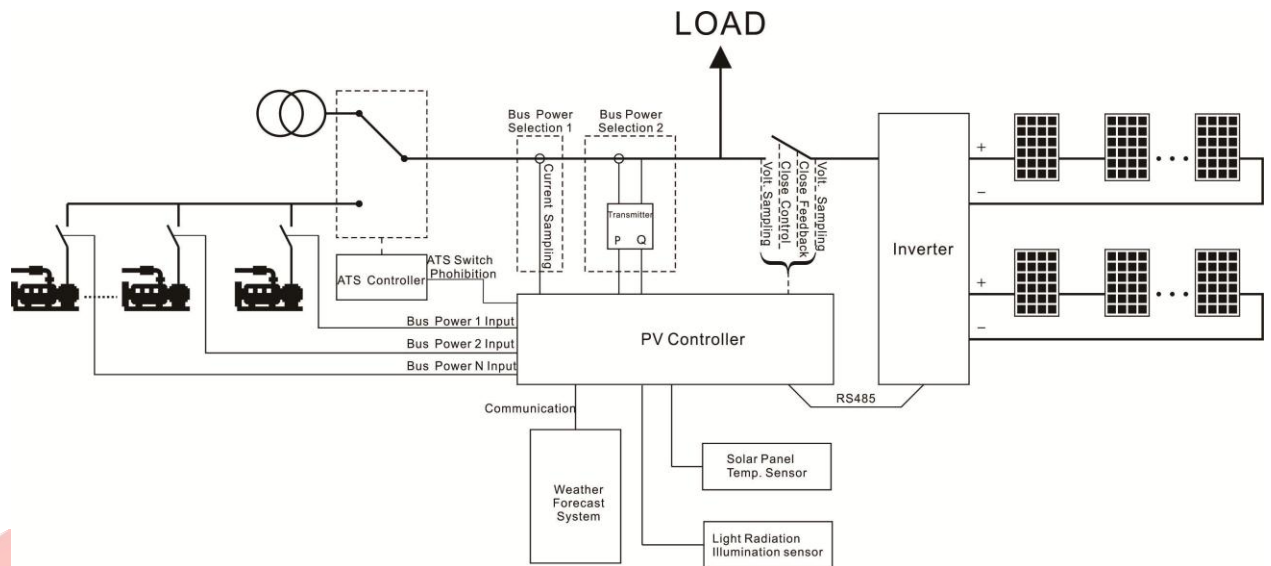 LOAD
Bus Power
Selection 1
Bus Power
Selection 2
Current Sampling
Transmitter
P Q
Volt. Sampling
Close Control
Close Feedback
Volt. Sampling
+
−
+
−
Inverter
ATS Controller
ATS Switch
Phohibition
Bus Power 1 Input
Bus Power 2 Input
Bus Power N Input
PV Controller
RS485
Communication
Weather
Forecast
System
Solar Panel
Temp. Sensor
Light Radiation
Illumination sensor